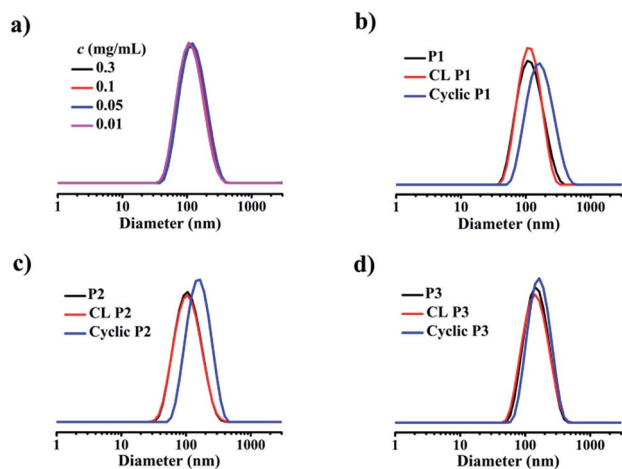 a)
c (mg/mL)
0.3
0.1
0.05
0.01
1 10 100 1000
Diameter (nm)
b)
P1
CL P1
Cyclic P1
1 10 100 1000
Diameter (nm)
c)
P2
CL P2
Cyclic P2
1 10 100 1000
Diameter (nm)
d)
P3
CL P3
Cyclic P3
1 10 100 1000
Diameter (nm)